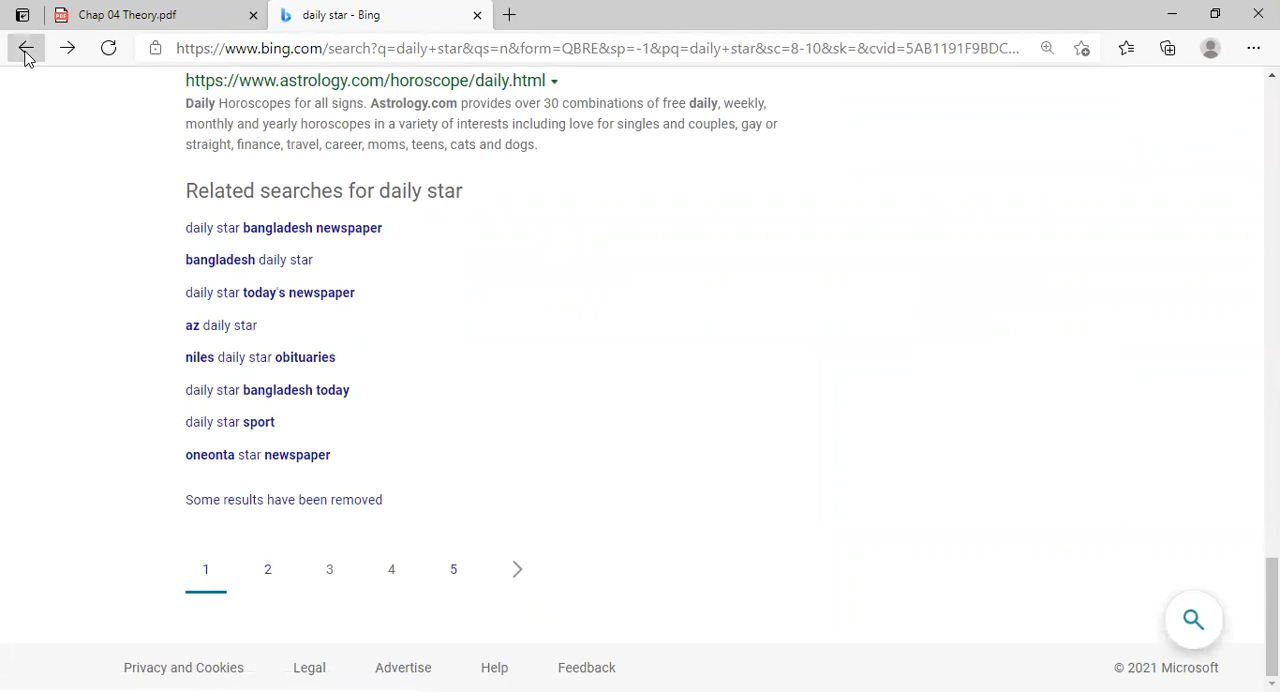 Chap 04 Theory.pdf
daily star - Bing
https://www.bing.com/search?q=daily+star&qs=n&form=QBRE&sp=-1&pq=daily+star&sc=8-10&sk=&cvid=5AB1191F9BDC...
https://www.astrology.com/horoscope/daily.html
Daily Horoscopes for all signs. Astrology.com provides over 30 combinations of free daily, weekly,
monthly and yearly horoscopes in a variety of interests including love for singles and couples, gay or
straight, finance, travel, career, moms, teens, cats and dogs.
Related searches for daily star
daily star bangladesh newspaper
bangladesh daily star
daily star today's newspaper
az daily star
niles daily star obituaries
daily star bangladesh today
daily star sport
oneonta star newspaper
Some results have been removed
1 2 3 4 5
Privacy and Cookies Legal Advertise Help Feedback © 2021 Microsoft